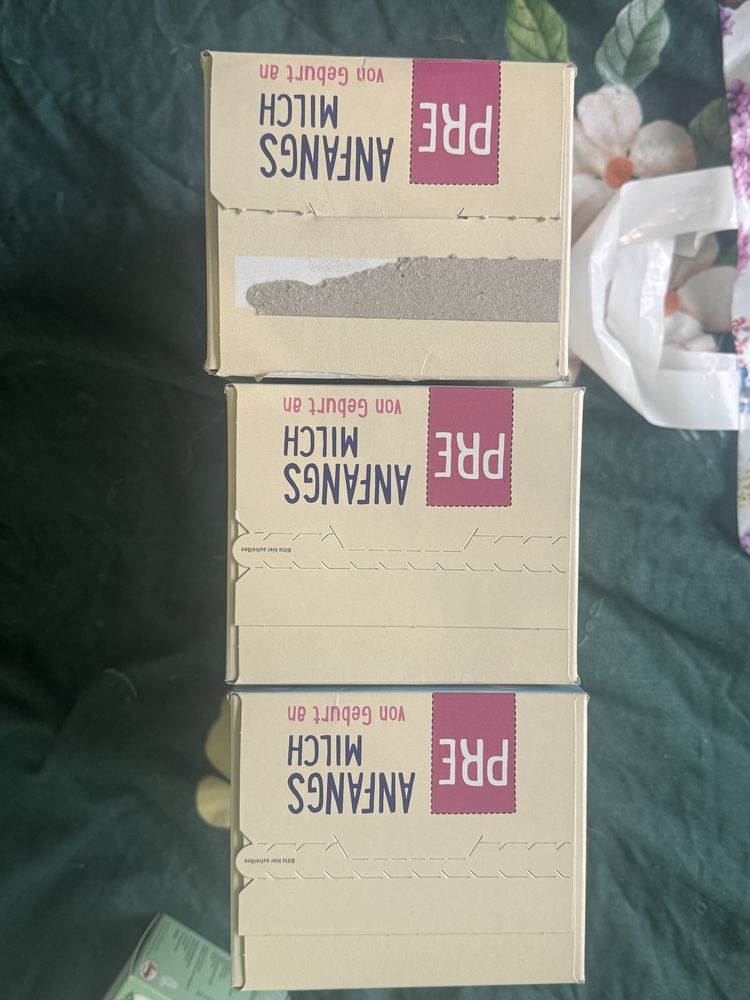 PRE
ANFANGS
MILCH
von Geburt an
PRE
ANFANGS
MILCH
von Geburt an
Bitte hier aufreißen
PRE
ANFANGS
MILCH
von Geburt an
Bitte hier aufreißen